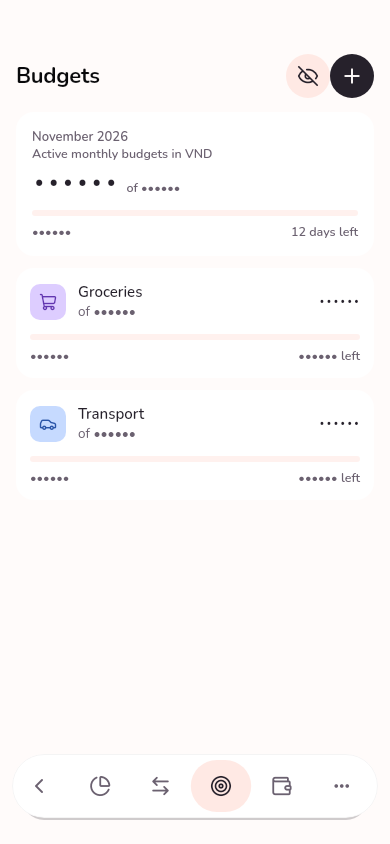 Budgets
November 2026
Active monthly budgets in VND
•••••• of ••••••
•••••• 12 days left
Groceries
of ••••••
••••••
•••••• •••••• left
Transport
of ••••••
••••••
•••••• •••••• left